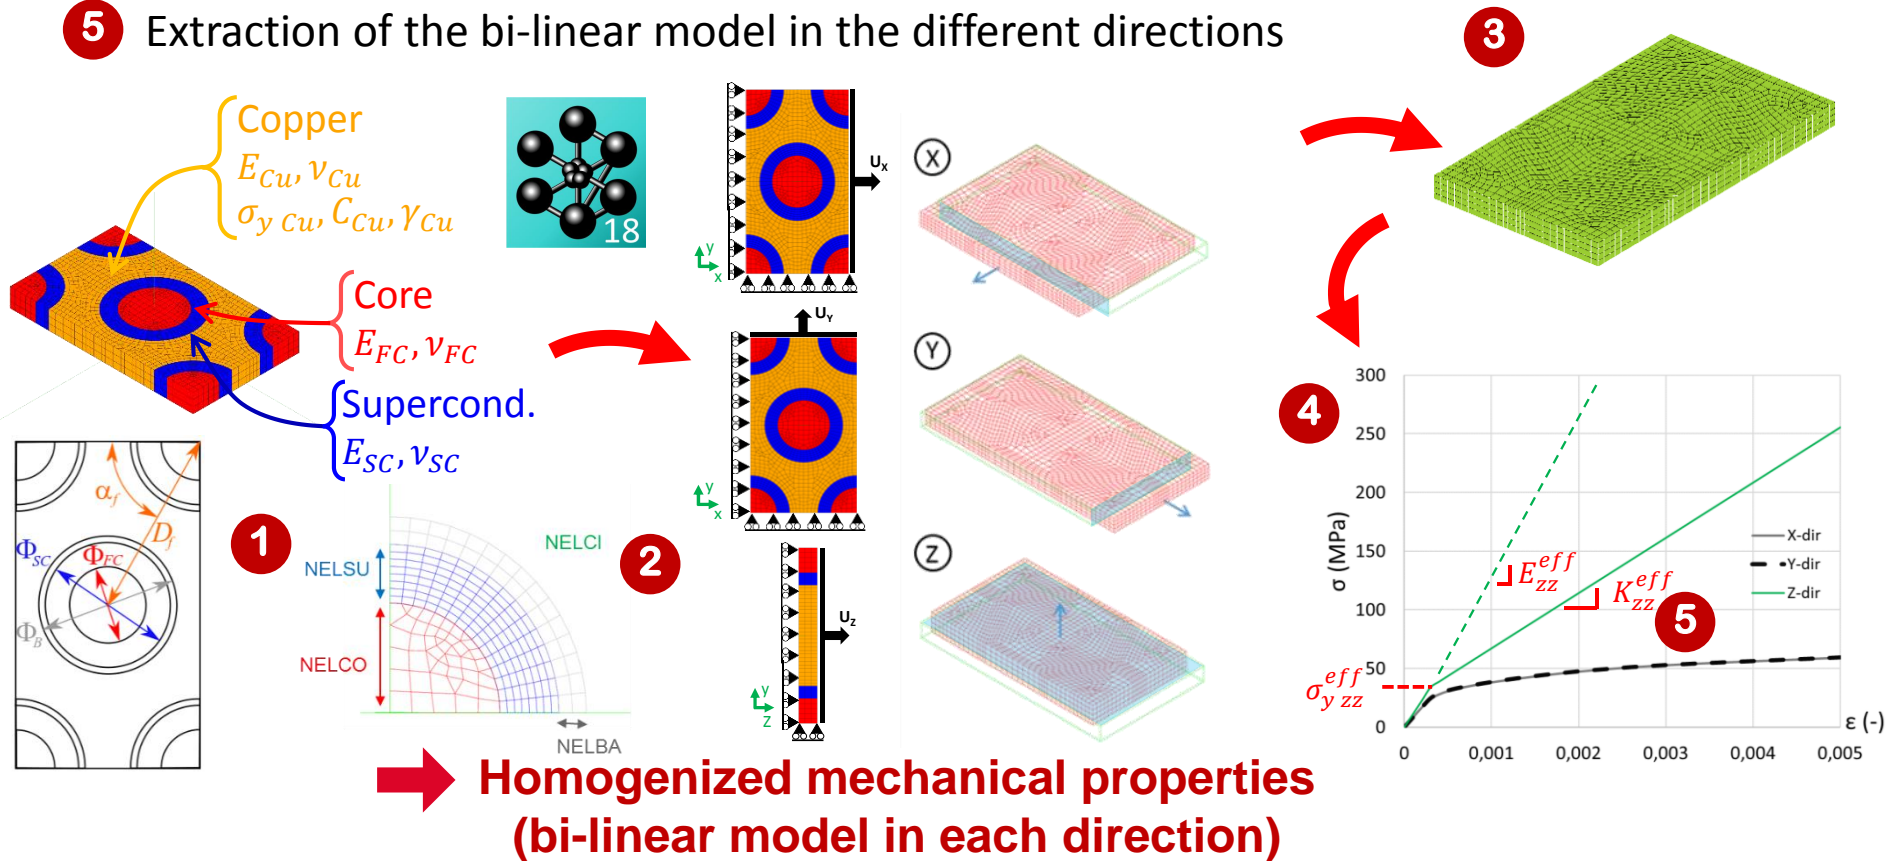 5 Extraction of the bi-linear model in the different directions
3
Copper
E_Cu, ν_Cu
σ_y Cu, C_Cu, γ_Cu
Core
E_FC, ν_FC
Supercond.
E_SC, ν_SC
18
U_X
y
x
U_Y
y
x
U_Z
y
Z
X
Y
Z
α_f
D_f
Φ_SC
Φ_FC
Φ_B
1
NELSU
NELCO
NELCI
NELBA
2
4
σ (MPa)
300
250
200
150
100
50
0
0
0,001
0,002
0,003
0,004
0,005
ε (-)
E_zz^eff
K_zz^eff
5
σ_y zz^eff
X-dir
Y-dir
Z-dir
Homogenized mechanical properties
(bi-linear model in each direction)